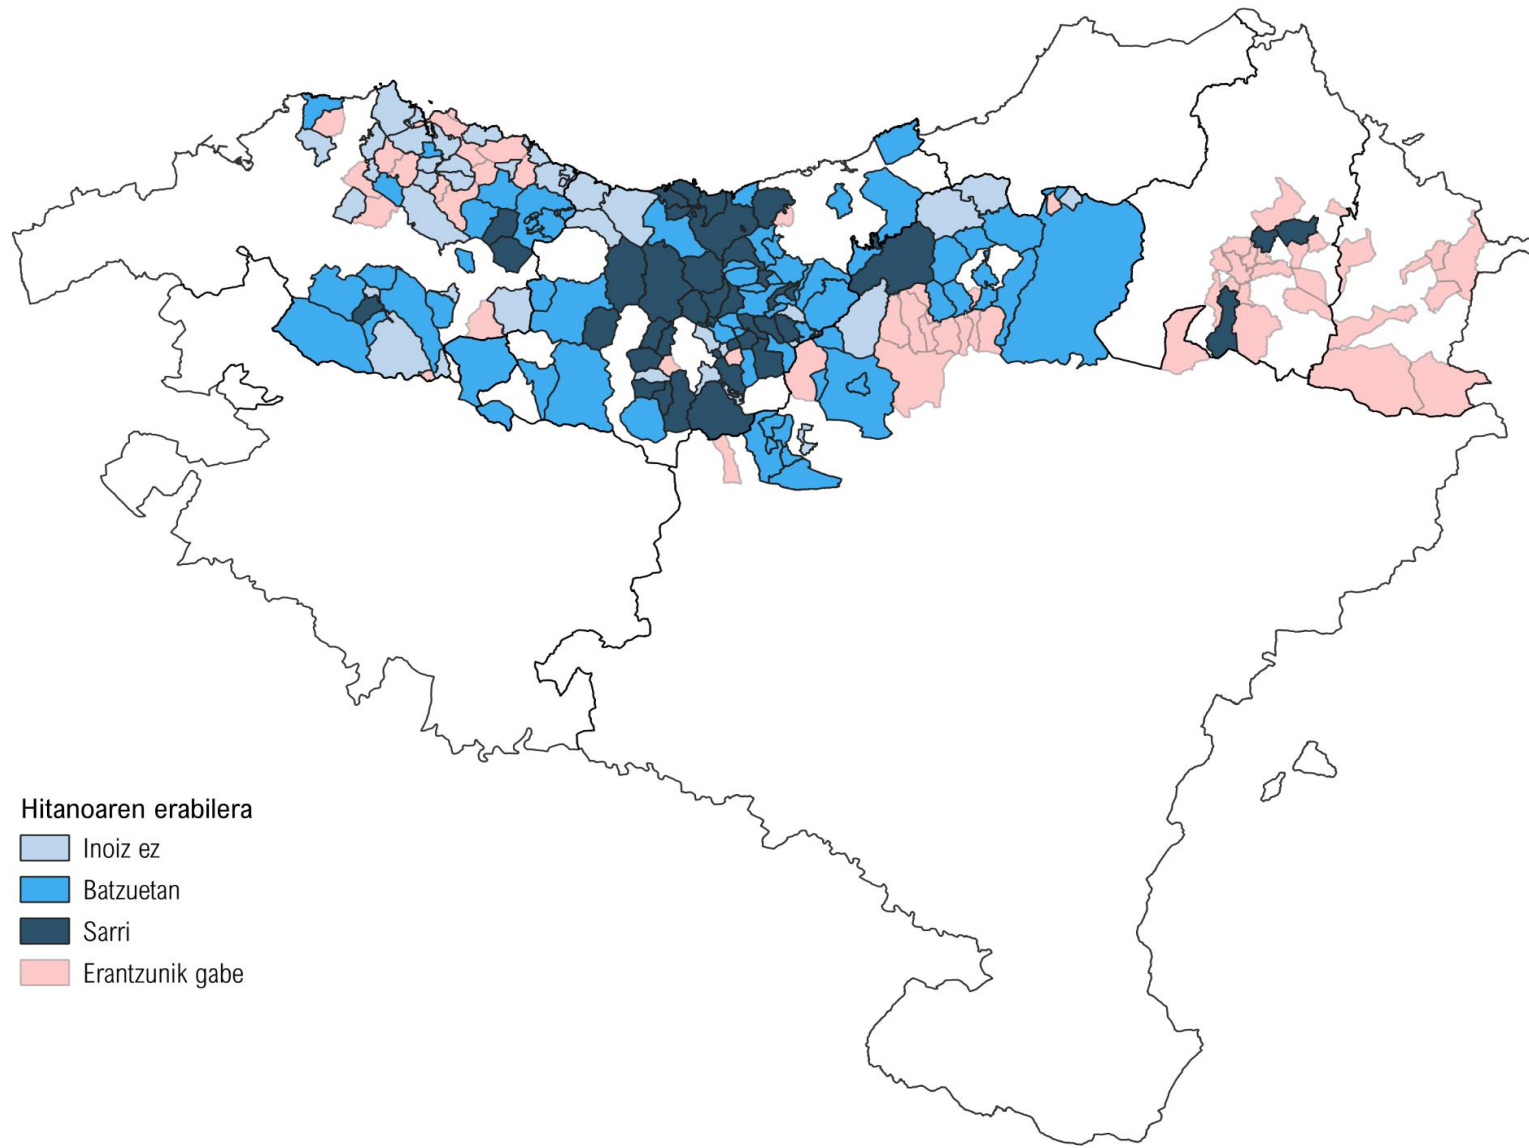 Hitanoaren erabilera
Inoiz ez
Batzuetan
Sarri
Erantzunik gabe